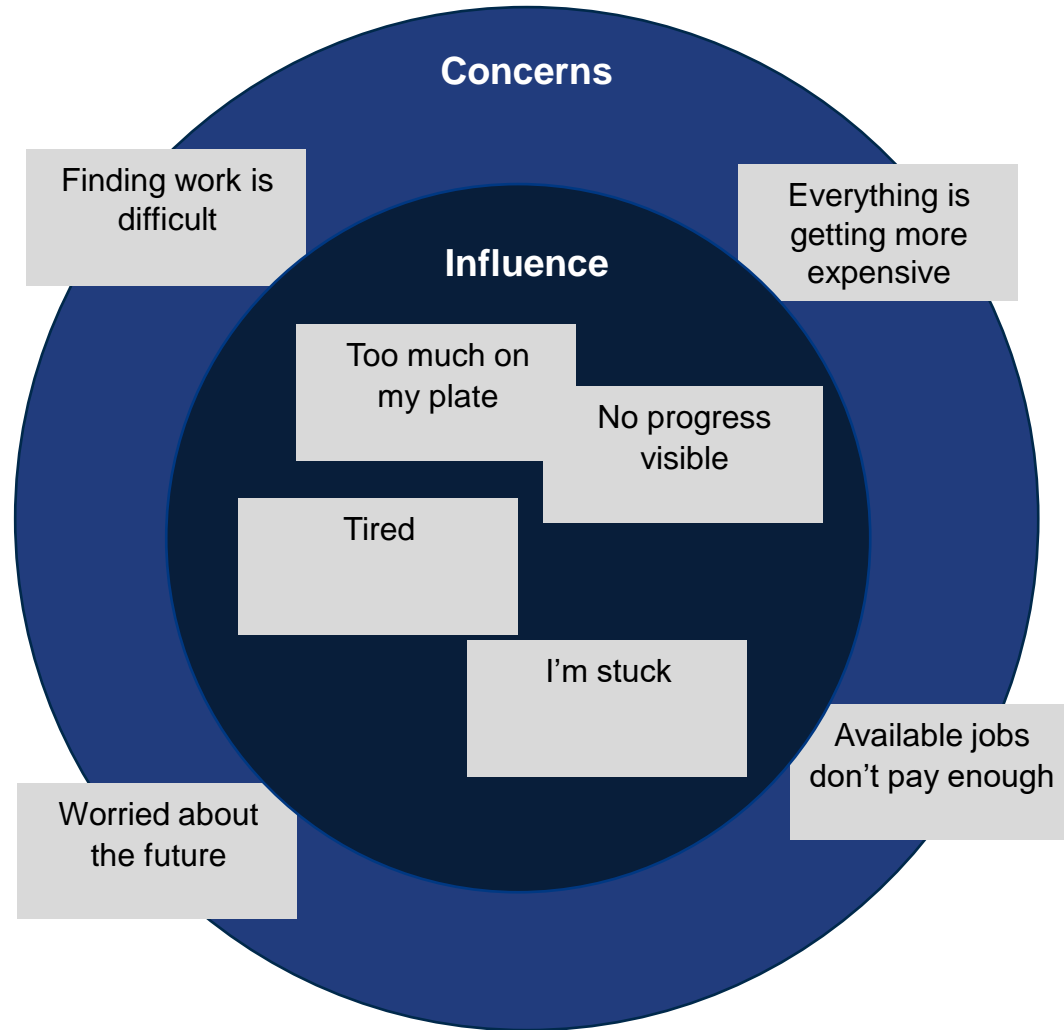 Concerns
Finding work is
difficult
Everything is
getting more
expensive
Influence
Too much on
my plate
No progress
visible
Tired
I’m stuck
Available jobs
don’t pay enough
Worried about
the future